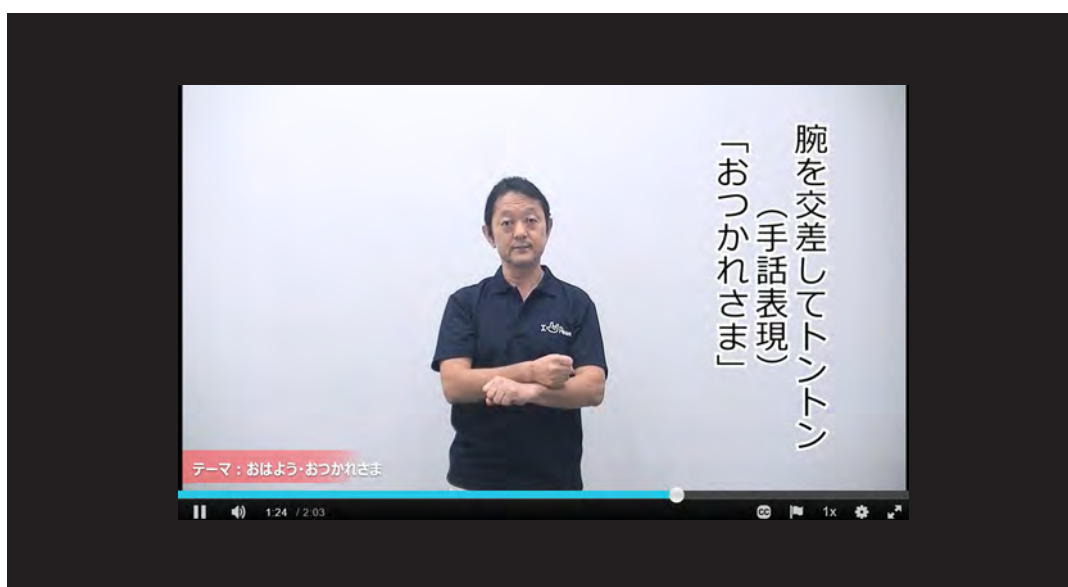 腕を交差してトントン
（手話表現）
「おつかれさま」
テーマ：おはよう・おつかれさま
1:24 / 2:03
CC
1x